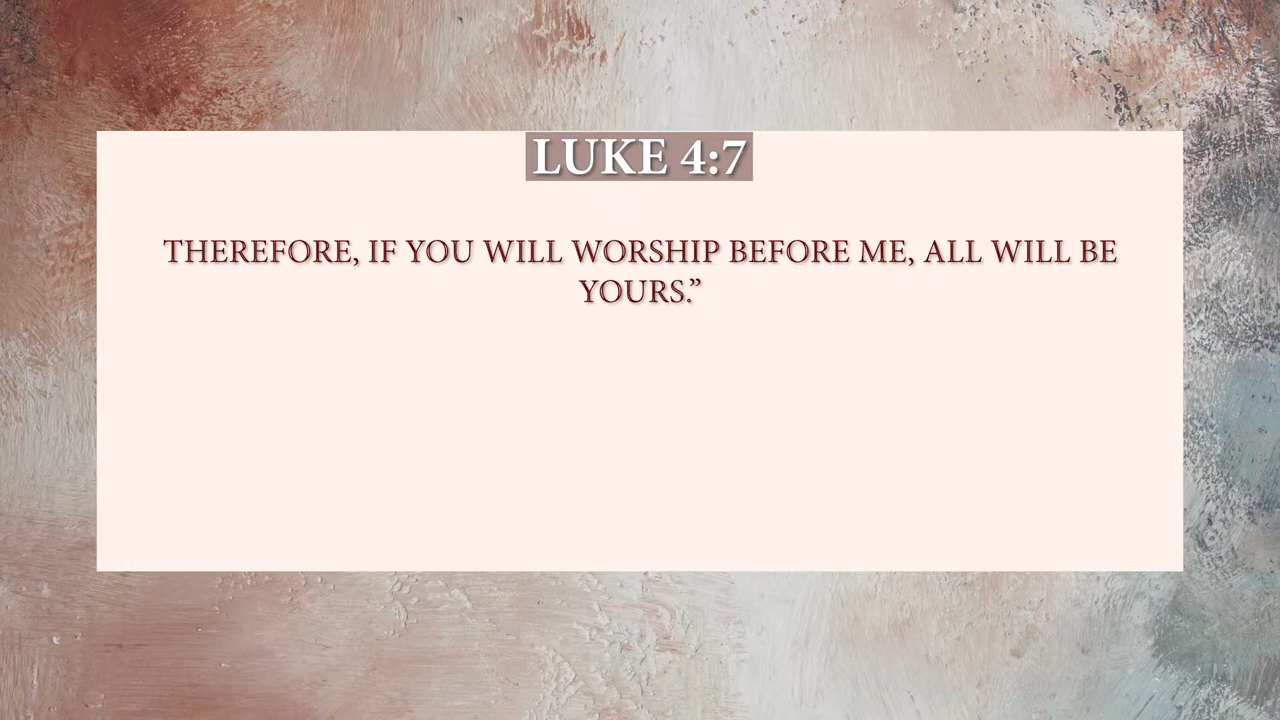 LUKE 4:7
THEREFORE, IF YOU WILL WORSHIP BEFORE ME, ALL WILL BE
YOURS.”